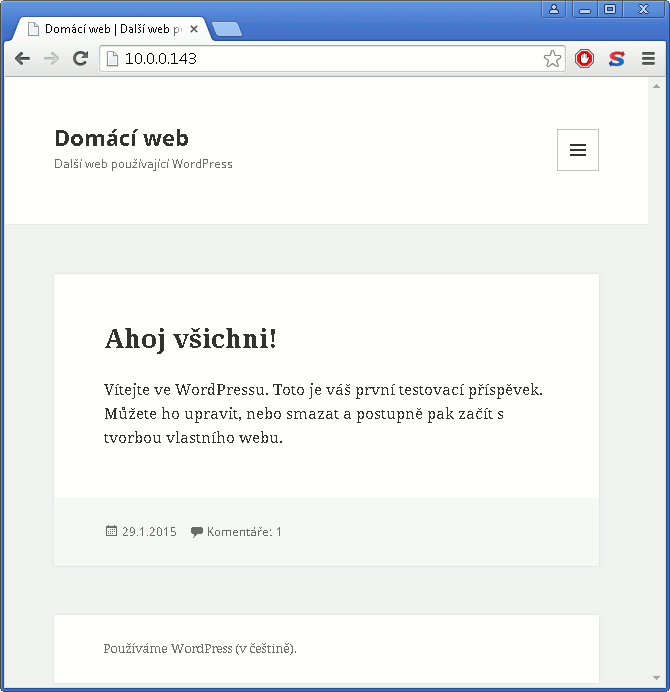 Domácí web | Další web p
10.0.0.143
Domácí web
Další web používající WordPress
Ahoj všichni!
Vítejte ve WordPressu. Toto je váš první testovací příspěvek.
Můžete ho upravit, nebo smazat a postupně pak začít s
tvorbou vlastního webu.
29.1.2015 Komentáře: 1
Používáme WordPress (v češtině).